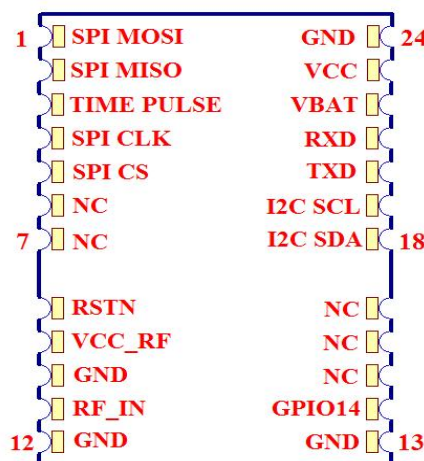 1 SPI MOSI GND 24
SPI MISO VCC
TIME PULSE VBAT
SPI CLK RXD
SPI CS TXD
NC I2C SCL
7 NC I2C SDA 18
RSTN NC
VCC_RF NC
GND NC
RF_IN GPIO14
12 GND GND 13